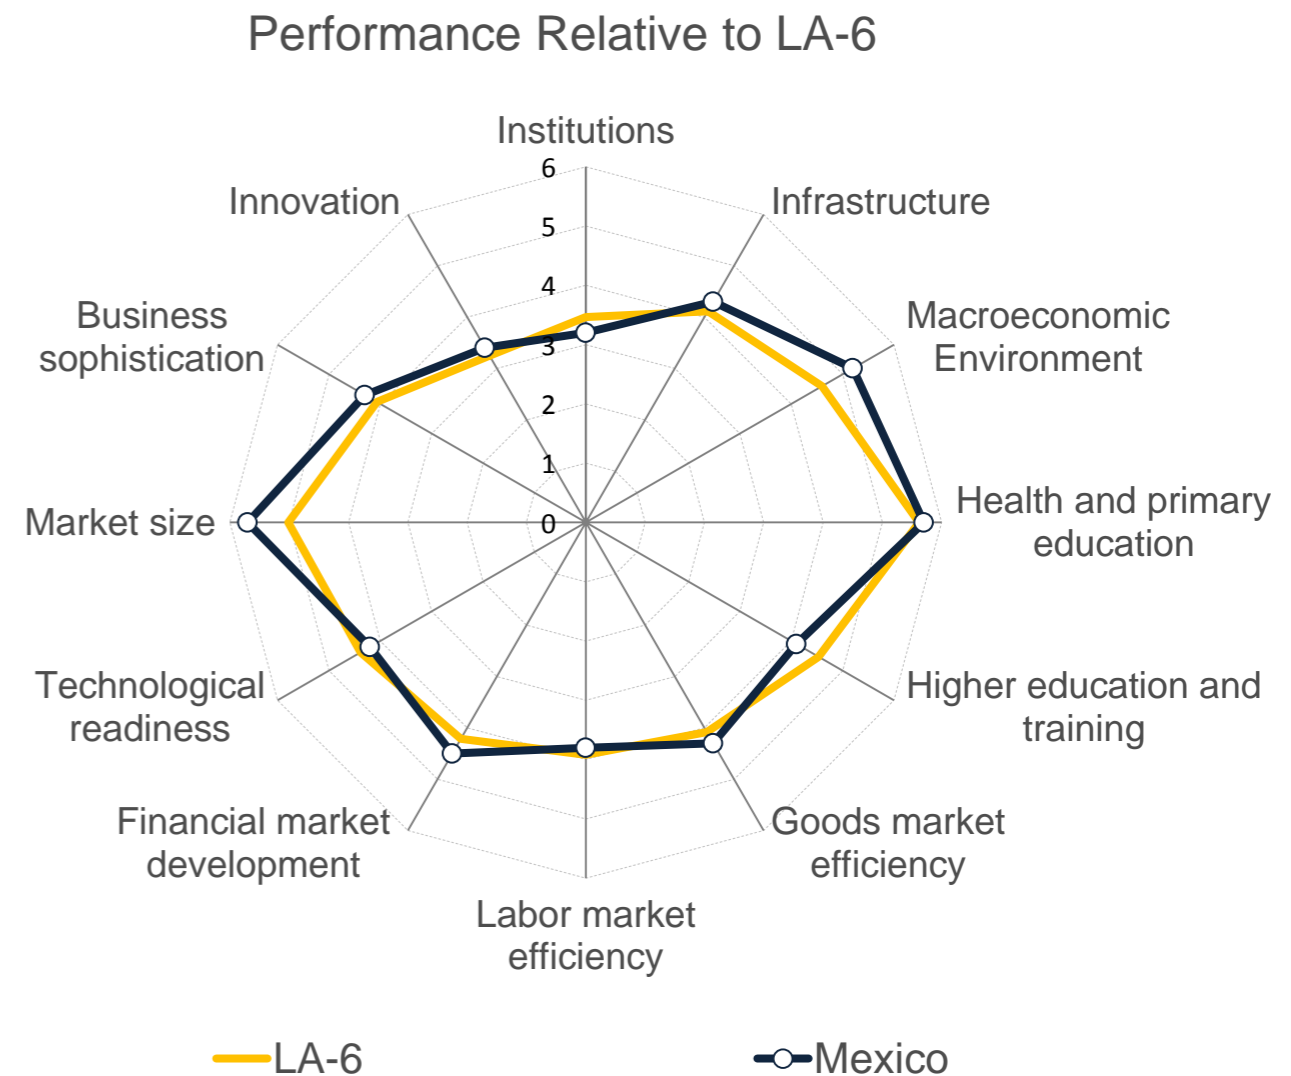 Performance Relative to LA-6
Institutions
6
Innovation
Infrastructure
5
4
Business
sophistication
Macroeconomic
Environment
3
2
1
Market size
0
Health and primary
education
Technological
readiness
Higher education and
training
Financial market
development
Goods market
efficiency
Labor market
efficiency
LA-6
Mexico